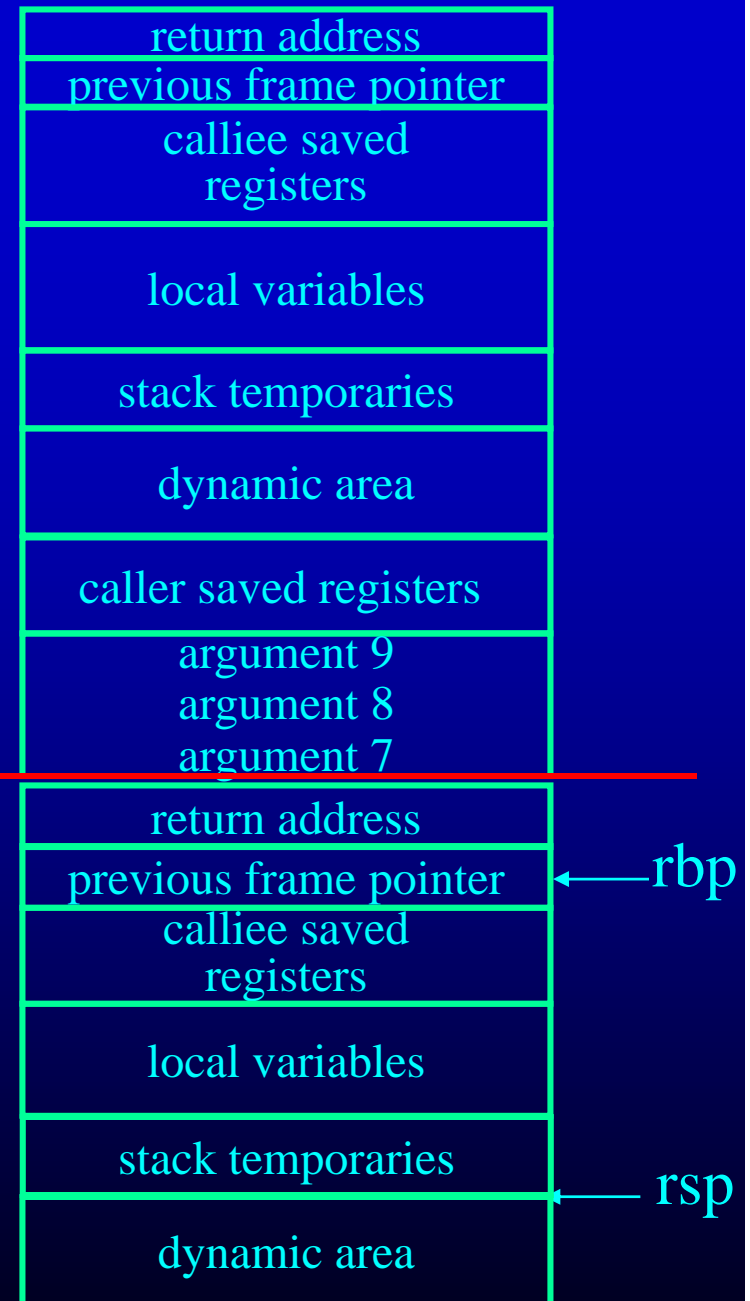 return address
previous frame pointer
calliee saved
registers
local variables
stack temporaries
dynamic area
caller saved registers
argument 9
argument 8
argument 7
return address
previous frame pointer
rbp
calliee saved
registers
local variables
stack temporaries
rsp
dynamic area